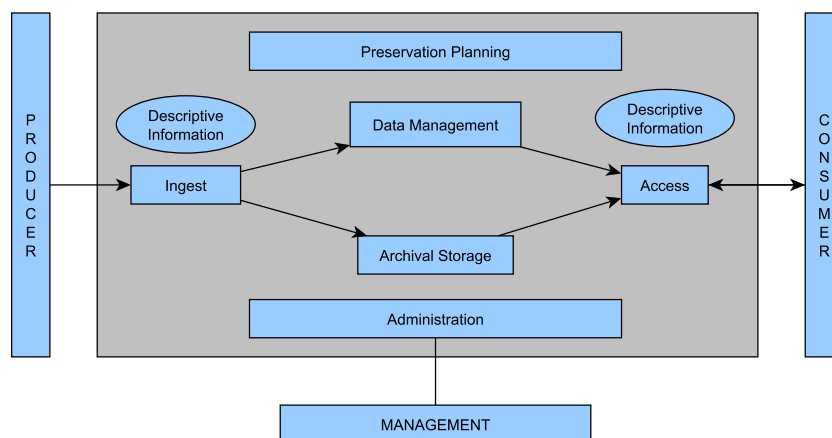 PRODUCER
Preservation Planning
Descriptive
Information
Data Management
Descriptive
Information
Ingest
Access
Archival Storage
Administration
MANAGEMENT
CONSUMER